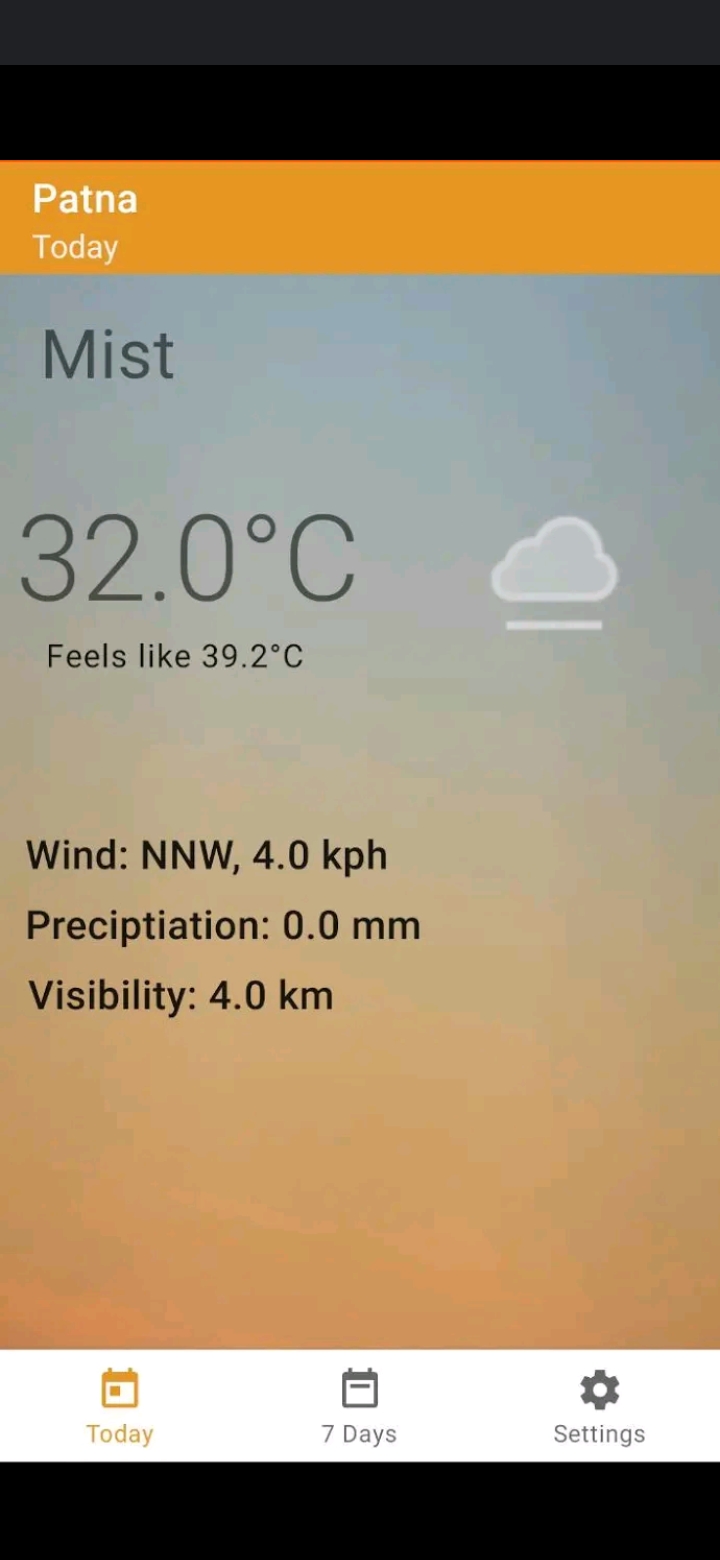 Patna
Today
Mist
32.0°C
Feels like 39.2°C
Wind: NNW, 4.0 kph
Preciptiation: 0.0 mm
Visibility: 4.0 km
Today
7 Days
Settings